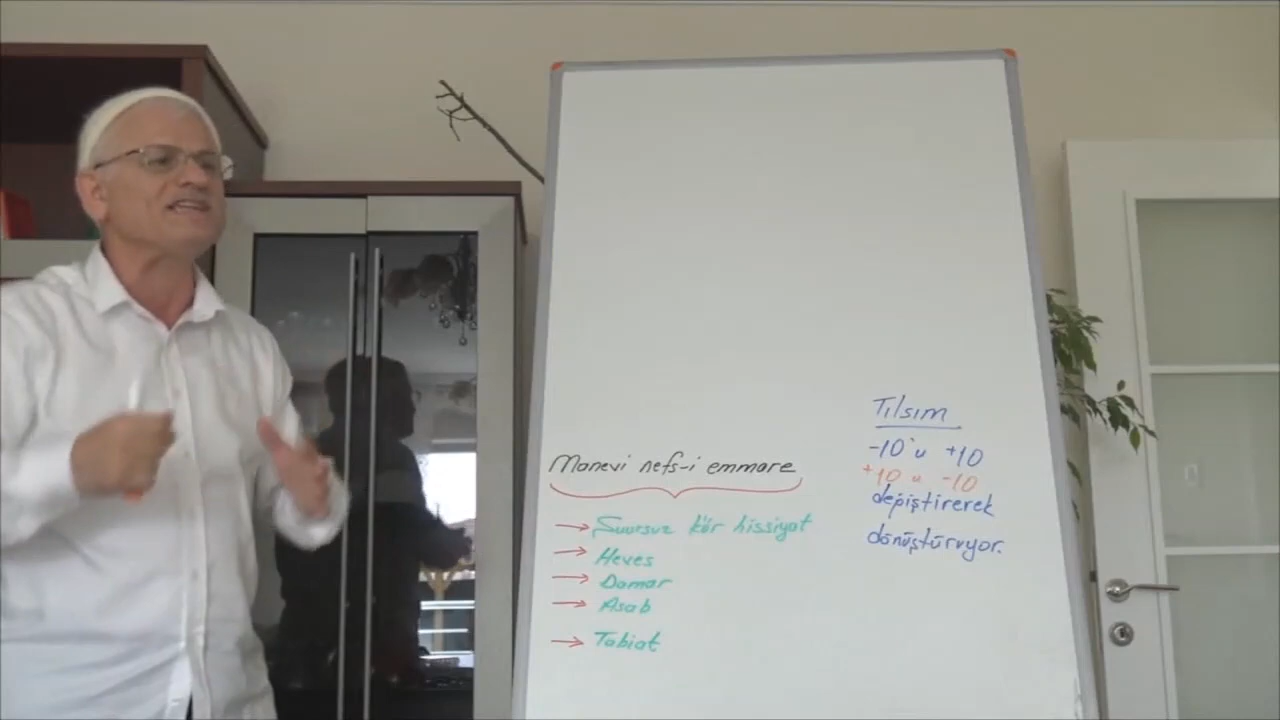 Manevi nefs-i emmare
→ Şuursuz kör hissiyat
→ Heves
→ Damar
→ Asab
→ Tabiat
Tılsım
-10'u +10
+10 u -10
değiştirerek
dönüştürüyor.